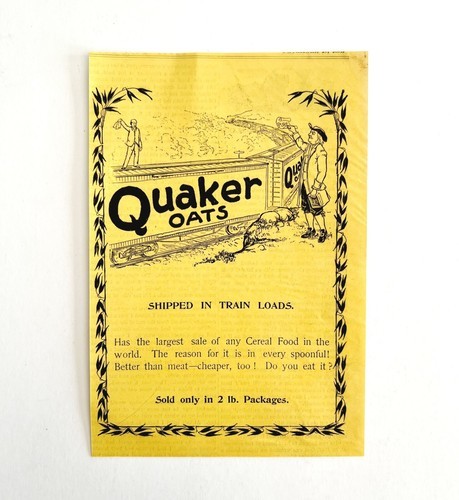 Quaker
OATS
Qua
SHIPPED IN TRAIN LOADS.
Has the largest sale of any Cereal Food in the
world. The reason for it is in every spoonful!
Better than meat—cheaper, too! Do you eat it?
Sold only in 2 lb. Packages.